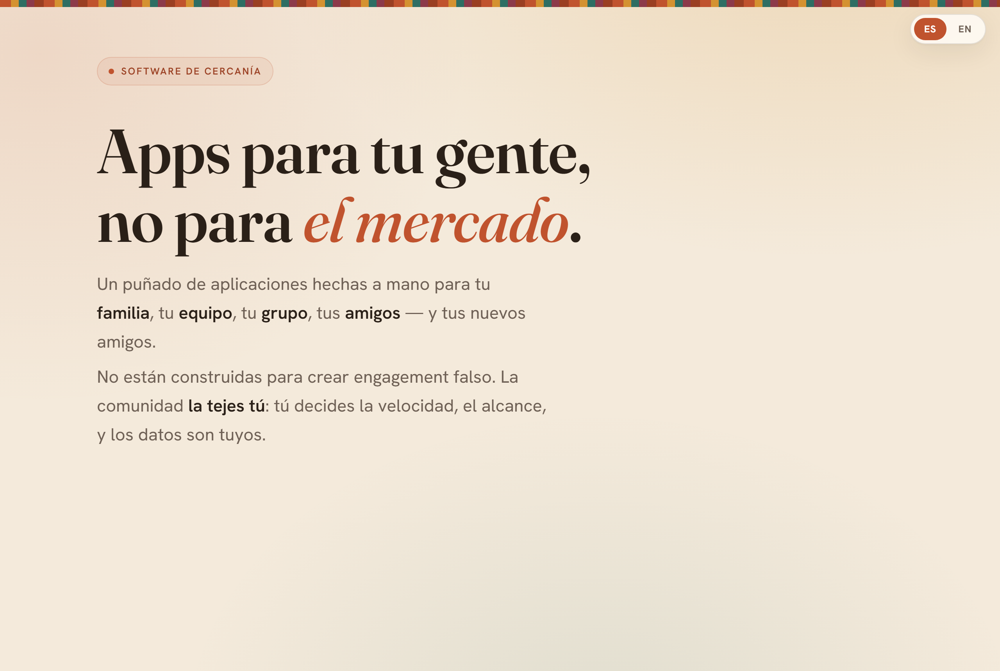 ES EN
SOFTWARE DE CERCANÍA
Apps para tu gente,
no para el mercado.
Un puñado de aplicaciones hechas a mano para tu
familia, tu equipo, tu grupo, tus amigos — y tus nuevos
amigos.
No están construidas para crear engagement falso. La
comunidad la tejes tú: tú decides la velocidad, el alcance,
y los datos son tuyos.